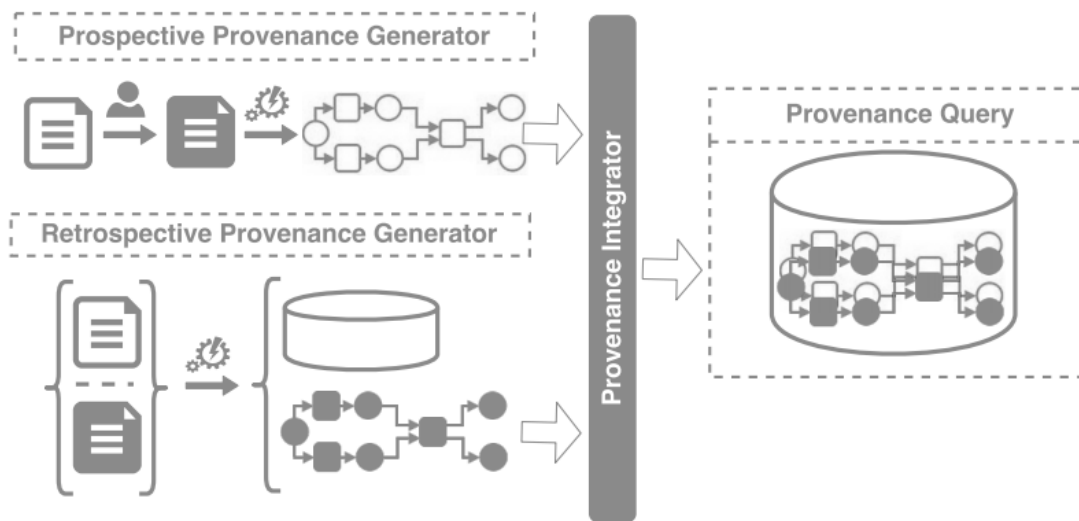 Prospective Provenance Generator
Retrospective Provenance Generator
Provenance Integrator
Provenance Query